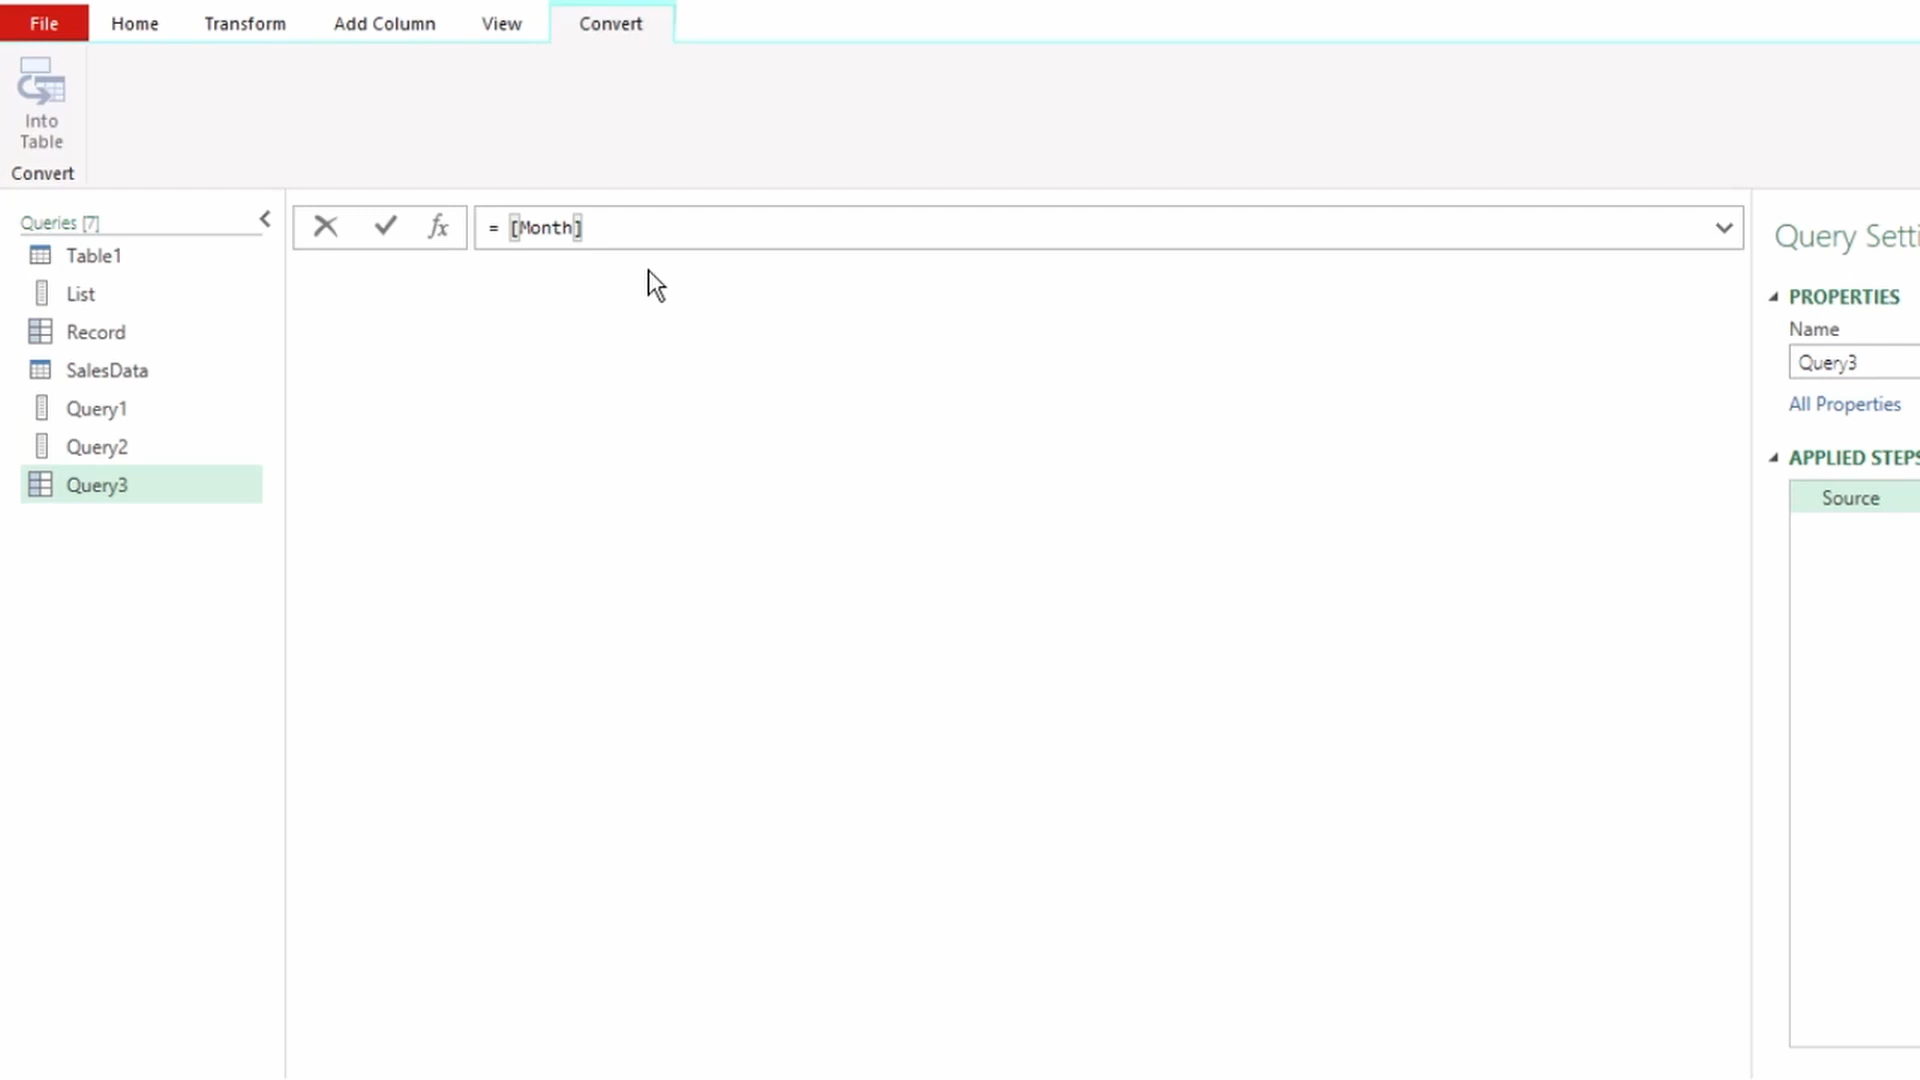 File Home Transform Add Column View Convert
Into
Table
Convert
Queries [7]
Table1
List
Record
SalesData
Query1
Query2
Query3
fx = [Month]
Query Setti
PROPERTIES
Name
Query3
All Properties
APPLIED STEPS
Source